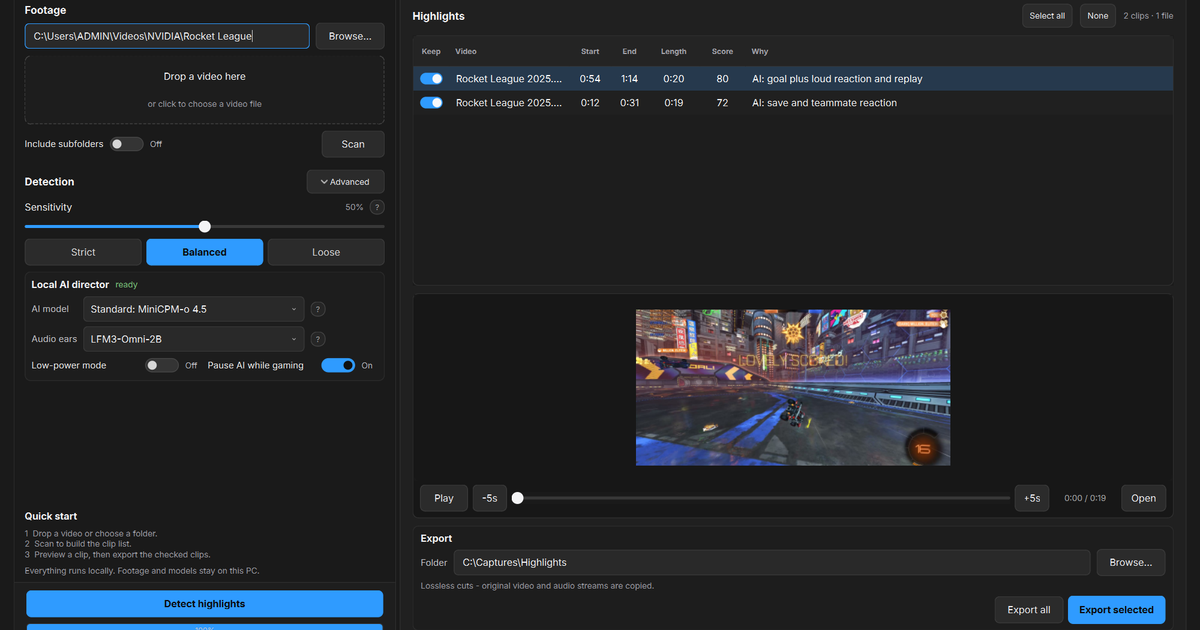 Footage
C:\Users\ADMIN\Videos\NVIDIA\Rocket League
Browse...
Drop a video here
or click to choose a video file
Include subfolders
Off
Scan
Detection
Advanced
Sensitivity
50%
?
Strict
Balanced
Loose
Local AI director
ready
AI model
Standard: MiniCPM-o 4.5
?
Audio ears
LFM3-Omni-2B
?
Low-power mode
Off
Pause AI while gaming
On
Quick start
1 Drop a video or choose a folder.
2 Scan to build the clip list.
3 Preview a clip, then export the checked clips.
Everything runs locally. Footage and models stay on this PC.
Detect highlights
100%
Highlights
Select all
None
2 clips · 1 file
Keep Video Start End Length Score Why
Rocket League 2025.... 0:54 1:14 0:20 80 AI: goal plus loud reaction and replay
Rocket League 2025.... 0:12 0:31 0:19 72 AI: save and teammate reaction
16
Play
-5s
+5s
0:00 / 0:19
Open
Export
Folder
C:\Captures\Highlights
Browse...
Lossless cuts - original video and audio streams are copied.
Export all
Export selected